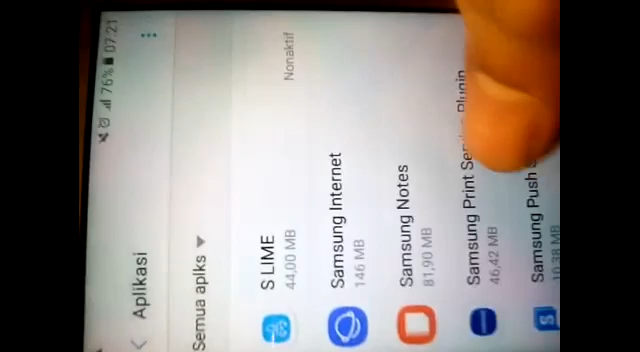 76% 07.21
Aplikasi
Semua aplks
S LIME
44,00 MB
Nonaktif
Samsung Internet
146 MB
Samsung Notes
81,90 MB
Samsung Print Plugin
46,42 MB
Samsung Push
10,38 MB